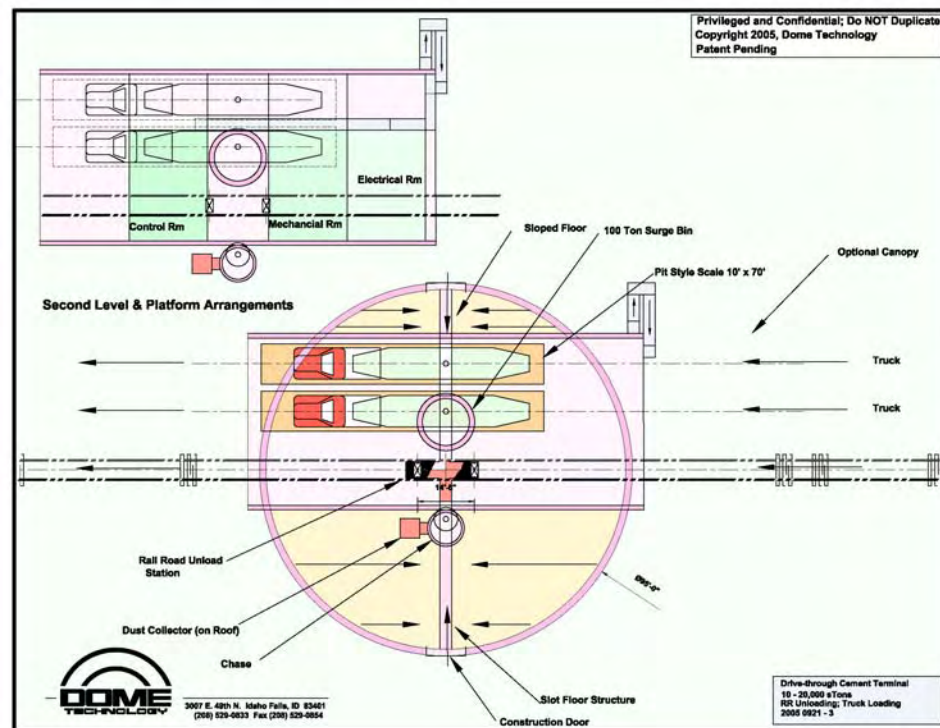 Privileged and Confidential; Do NOT Duplicate
Copyright 2005, Dome Technology
Patent Pending
Electrical Rm
Control Rm
Mechancial Rm
Second Level & Platform Arrangements
Sloped Floor
100 Ton Surge Bin
Pit Style Scale 10' x 70'
Optional Canopy
Truck
Truck
14'-6"
Rail Road Unload
Station
Ø95'-0"
Dust Collector (on Roof)
Chase
Slot Floor Structure
Construction Door
DOME
TECHNOLOGY
3007 E. 49th N. Idaho Falls, ID 83401
(208) 529-0833 Fax (208) 529-0854
Drive-through Cement Terminal
10 - 20,000 sTons
RR Unloading; Truck Loading
2005 0921 - 3